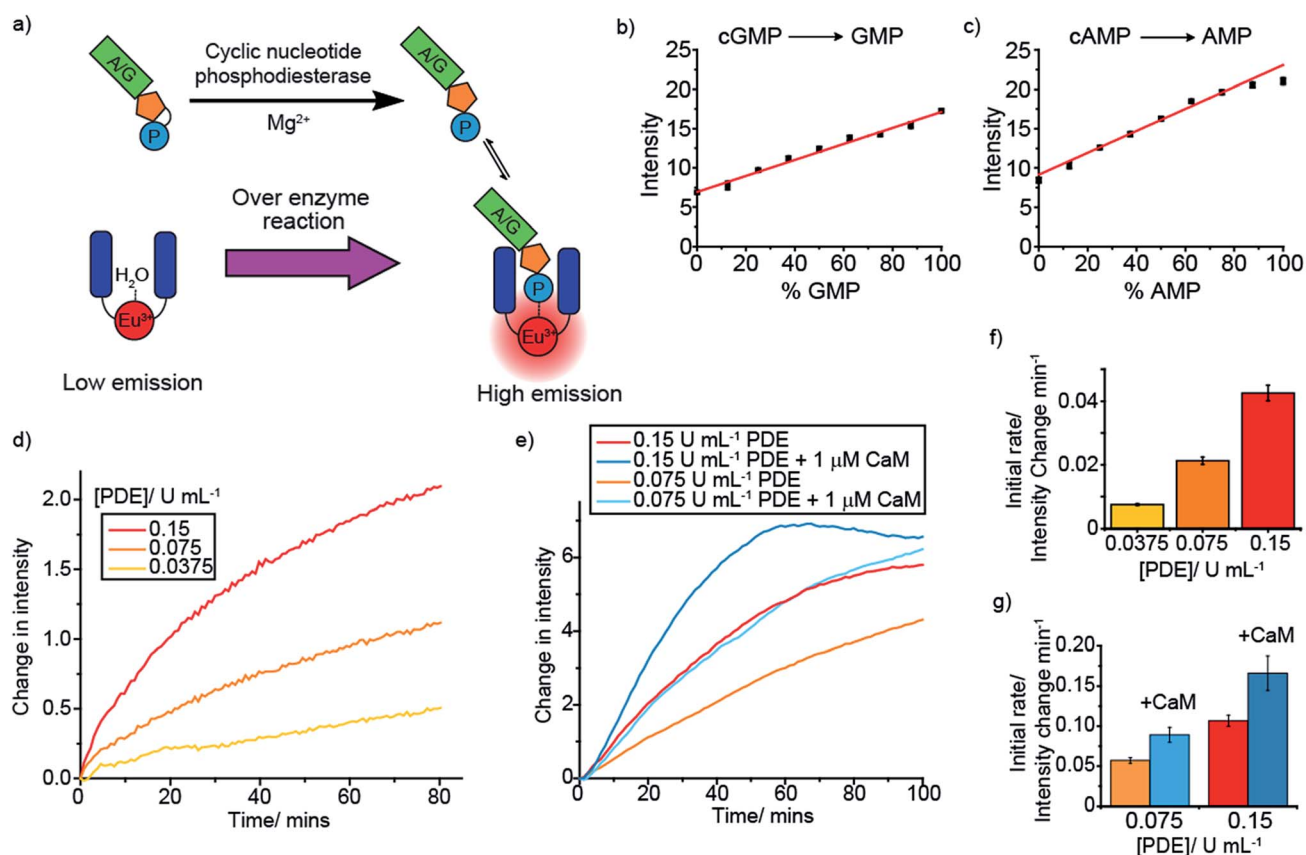 a)
A/G
P
Cyclic nucleotide
phosphodiesterase
Mg²⁺
A/G
P
H₂O
Eu³⁺
Low emission
Over enzyme
reaction
A/G
P
Eu³⁺
High emission
b)
cGMP ⟶ GMP
Intensity
25
20
15
10
5
0
0 20 40 60 80 100
% GMP
c)
cAMP ⟶ AMP
Intensity
25
20
15
10
5
0
0 20 40 60 80 100
% AMP
d)
[PDE]/ U mL⁻¹
0.15
0.075
0.0375
Change in intensity
2.0
1.5
1.0
0.5
0.0
0 20 40 60 80
Time/ mins
e)
0.15 U mL⁻¹ PDE
0.15 U mL⁻¹ PDE + 1 μM CaM
0.075 U mL⁻¹ PDE
0.075 U mL⁻¹ PDE + 1 μM CaM
Change in intensity
6
4
2
0
0 20 40 60 80 100
Time/ mins
f)
Initial rate/
Intensity Change min⁻¹
0.04
0.02
0.00
0.0375 0.075 0.15
[PDE]/ U mL⁻¹
g)
Initial rate/
Intensity change min⁻¹
0.20
0.15
0.10
0.05
0.00
+CaM
+CaM
0.075 0.15
[PDE]/ U mL⁻¹